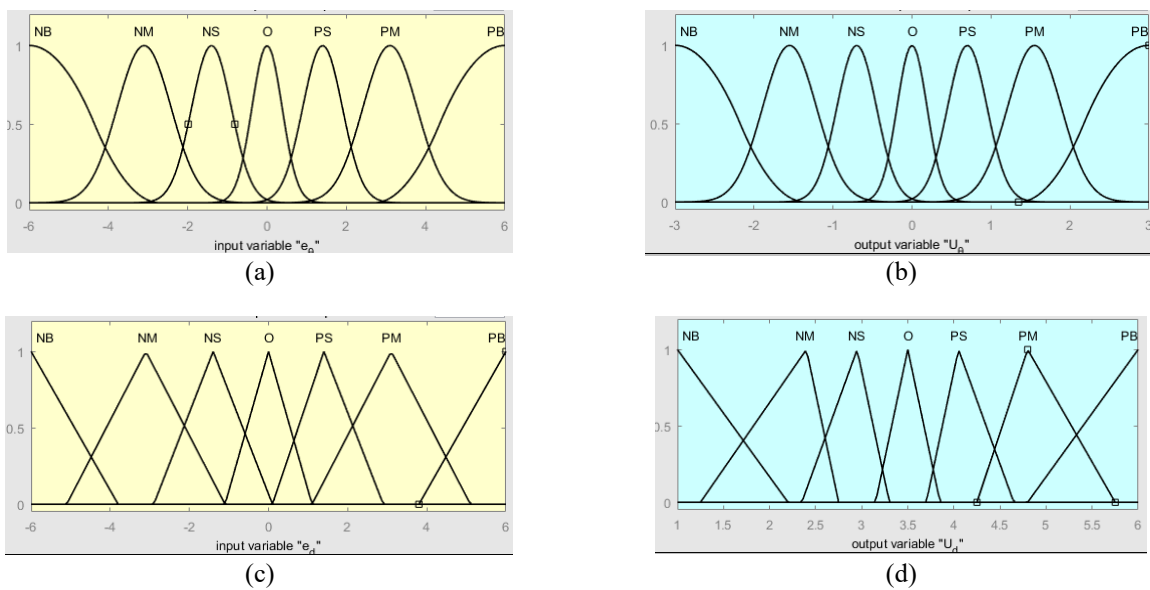 NB NM NS O PS PM PB
1
0.5
0
-6 -4 -2 0 2 4 6
input variable "eθ"
(a)
NB NM NS O PS PM PB
1
0.5
0
-3 -2 -1 0 1 2 3
output variable "Uθ"
(b)
NB NM NS O PS PM PB
1
0.5
0
-6 -4 -2 0 2 4 6
input variable "ed"
(c)
NB NM NS O PS PM PB
1
0.5
0
1 1.5 2 2.5 3 3.5 4 4.5 5 5.5 6
output variable "Ud"
(d)